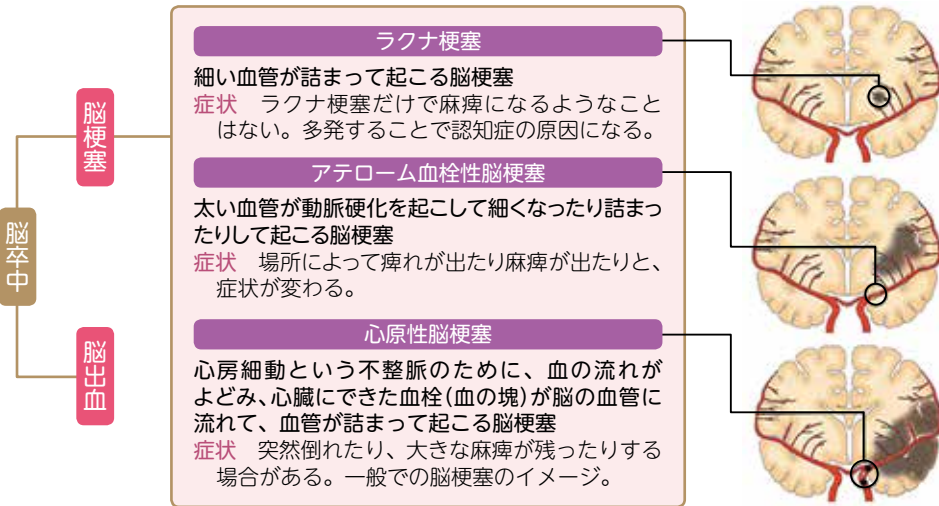 脳卒中
脳梗塞
脳出血
ラクナ梗塞
細い血管が詰まって起こる脳梗塞
症状　ラクナ梗塞だけで麻痺になるようなこと
はない。多発することで認知症の原因になる。
アテローム血栓性脳梗塞
太い血管が動脈硬化を起こして細くなったり詰まっ
たりして起こる脳梗塞
症状　場所によって痺れが出たり麻痺が出たりと、
症状が変わる。
心原性脳梗塞
心房細動という不整脈のために、血の流れが
よどみ、心臓にできた血栓（血の塊）が脳の血管に
流れて、血管が詰まって起こる脳梗塞
症状　突然倒れたり、大きな麻痺が残ったりする
場合がある。一般での脳梗塞のイメージ。